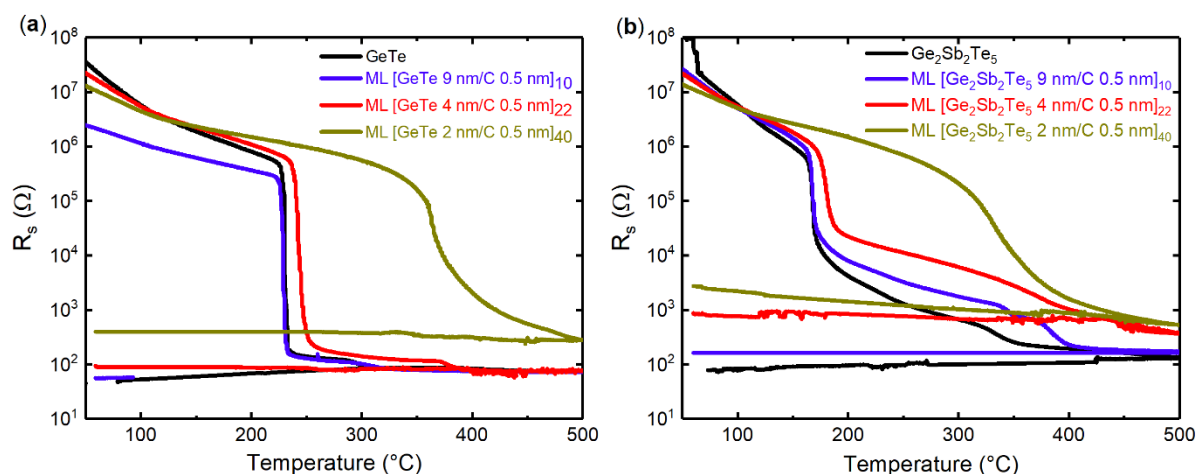 (a)
GeTe
ML [GeTe 9 nm/C 0.5 nm]₁₀
ML [GeTe 4 nm/C 0.5 nm]₂₂
ML [GeTe 2 nm/C 0.5 nm]₄₀
10⁸
10⁷
10⁶
10⁵
10⁴
10³
10²
10¹
Rₛ (Ω)
100 200 300 400 500
Temperature (°C)
(b)
Ge₂Sb₂Te₅
ML [Ge₂Sb₂Te₅ 9 nm/C 0.5 nm]₁₀
ML [Ge₂Sb₂Te₅ 4 nm/C 0.5 nm]₂₂
ML [Ge₂Sb₂Te₅ 2 nm/C 0.5 nm]₄₀
10⁸
10⁷
10⁶
10⁵
10⁴
10³
10²
10¹
Rₛ (Ω)
100 200 300 400 500
Temperature (°C)